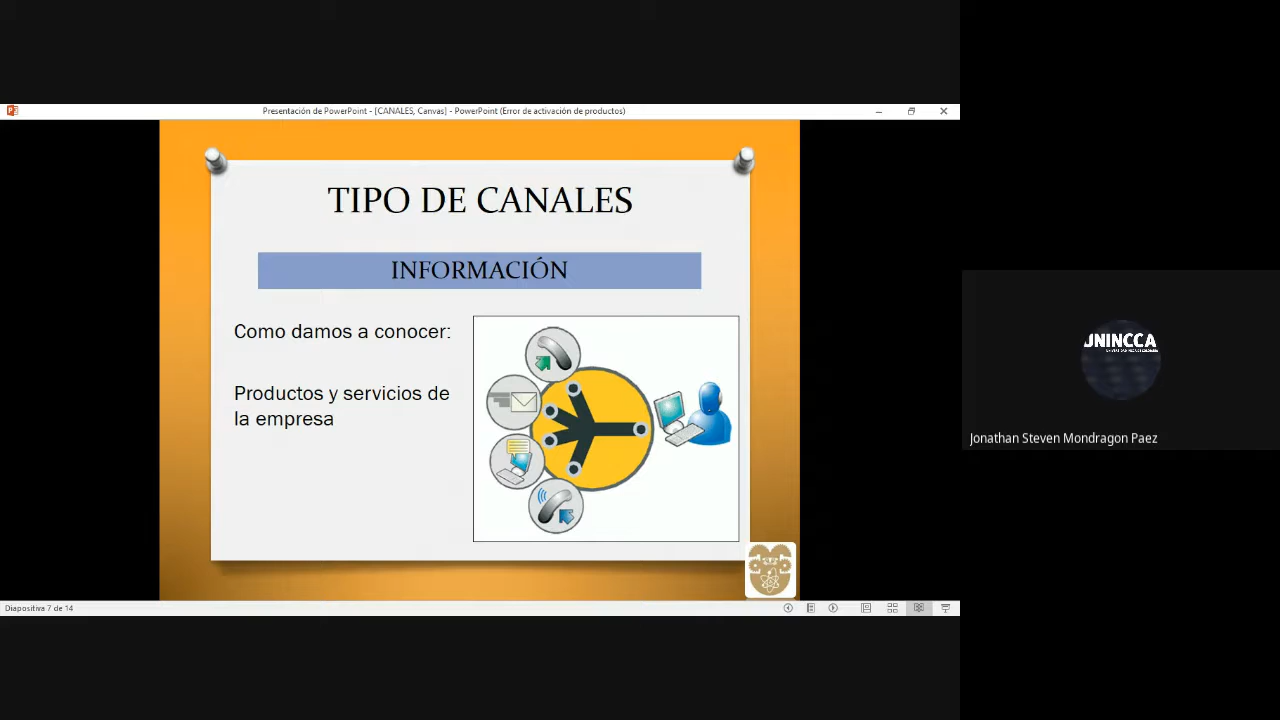 Presentación de PowerPoint - [CANALES, Canvas] - PowerPoint (Error de activación de productos)
TIPO DE CANALES
INFORMACIÓN
Como damos a conocer:
Productos y servicios de
la empresa
UNINCCA
Jonathan Steven Mondragon Paez
Diapositiva 7 de 14